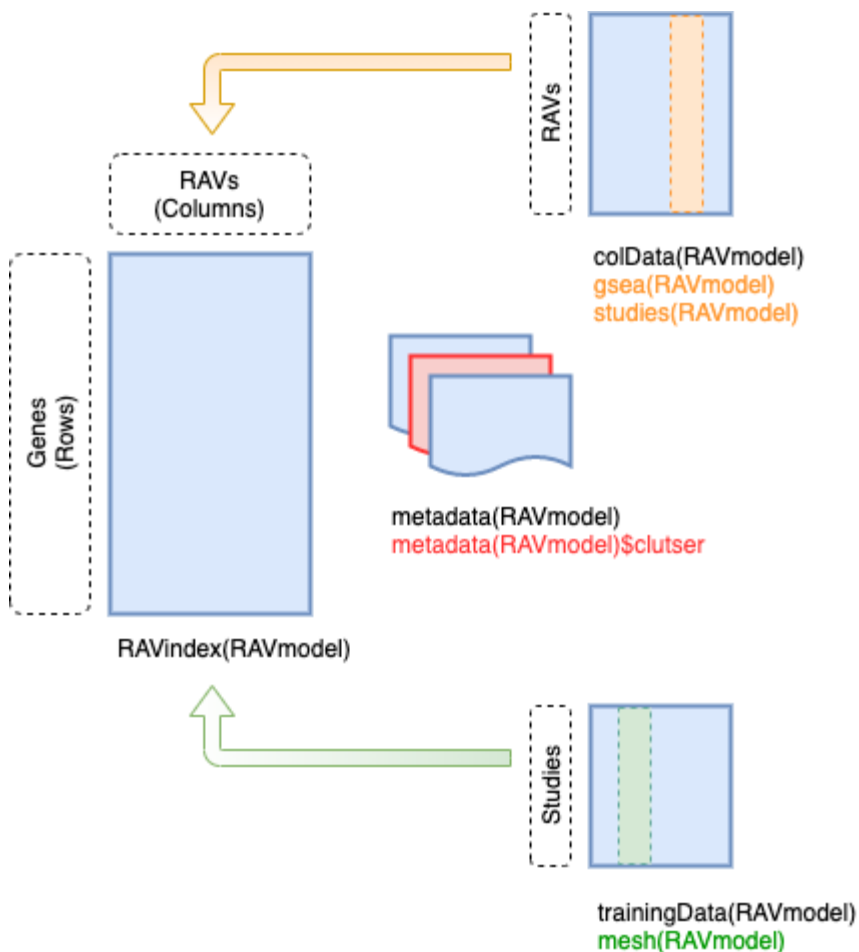 RAVs
RAVs
(Columns)
colData(RAVmodel)
gsea(RAVmodel)
studies(RAVmodel)
Genes
(Rows)
metadata(RAVmodel)
metadata(RAVmodel)$clutser
RAVindex(RAVmodel)
Studies
trainingData(RAVmodel)
mesh(RAVmodel)